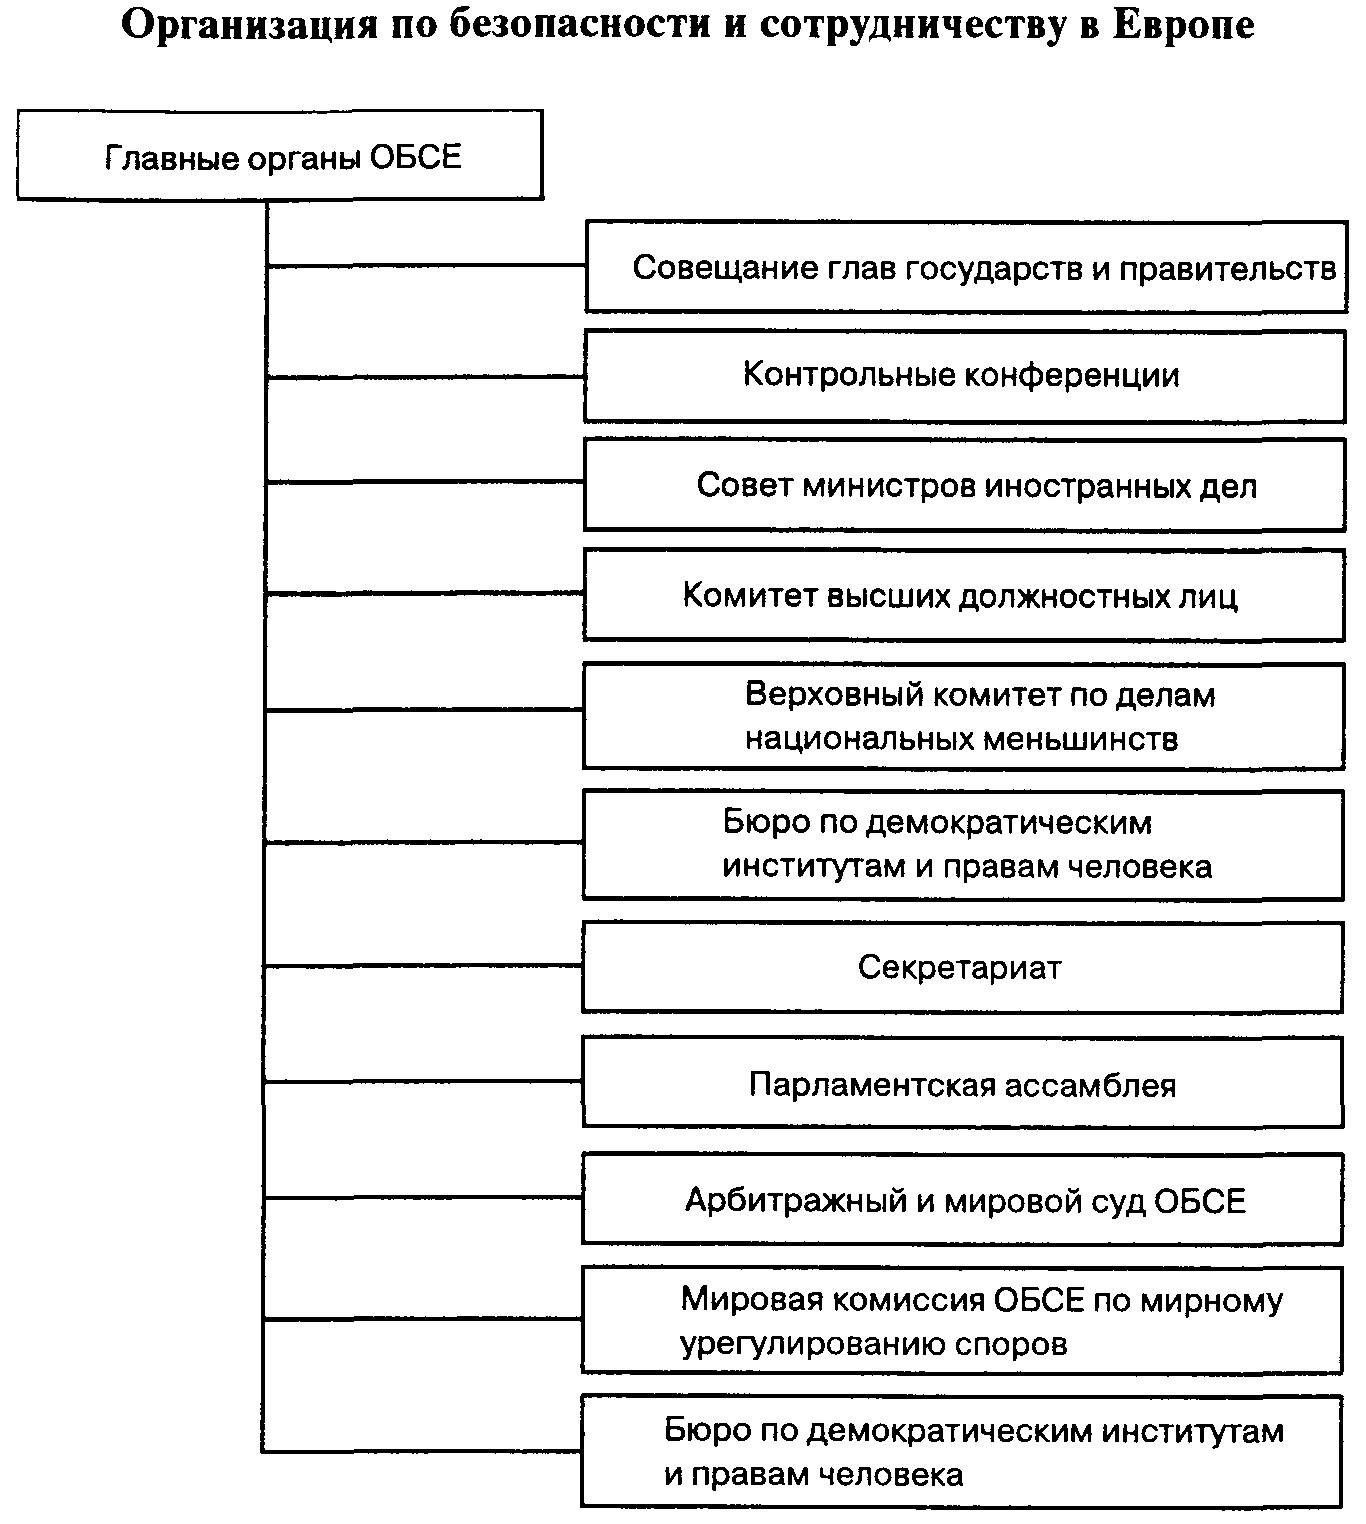 Организация по безопасности и сотрудничеству в Европе
Главные органы ОБСЕ
Совещание глав государств и правительств
Контрольные конференции
Совет министров иностранных дел
Комитет высших должностных лиц
Верховный комитет по делам
национальных меньшинств
Бюро по демократическим
институтам и правам человека
Секретариат
Парламентская ассамблея
Арбитражный и мировой суд ОБСЕ
Мировая комиссия ОБСЕ по мирному
урегулированию споров
Бюро по демократическим институтам
и правам человека